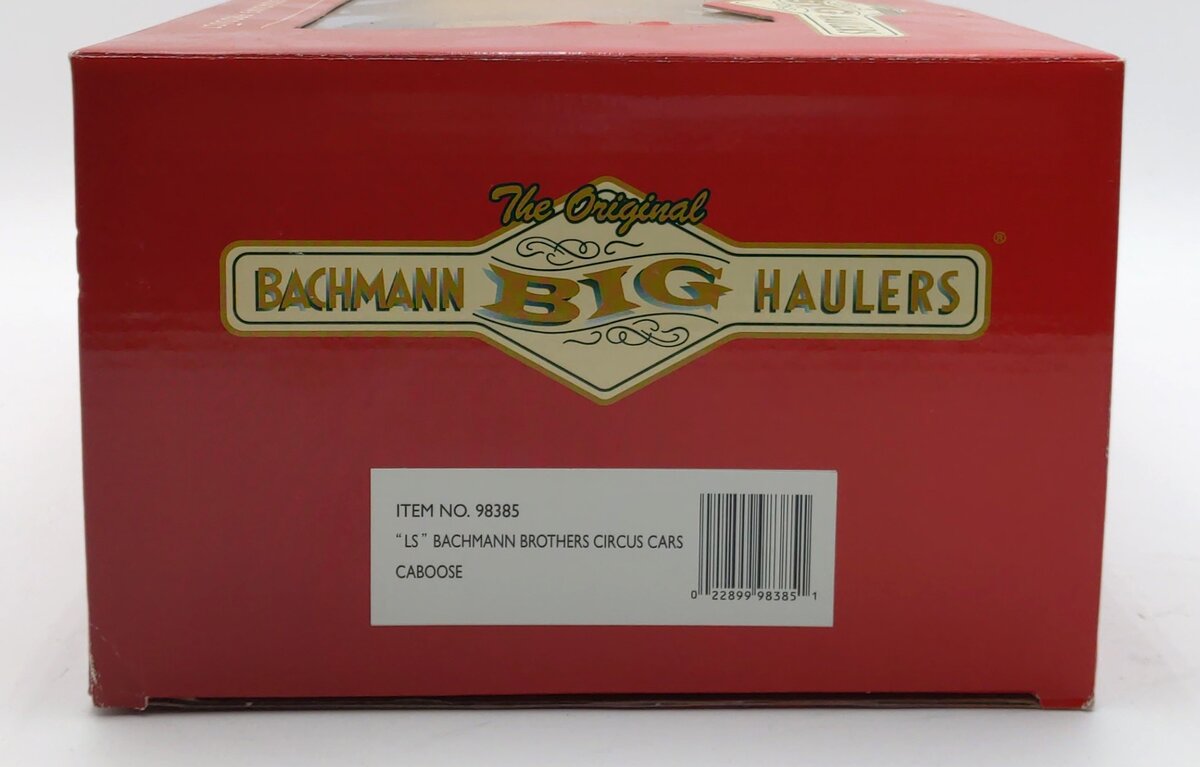 The Original
BACHMANN BIG HAULERS
®
ITEM NO. 98385
“LS” BACHMANN BROTHERS CIRCUS CARS
CABOOSE
0 22899 98385 1